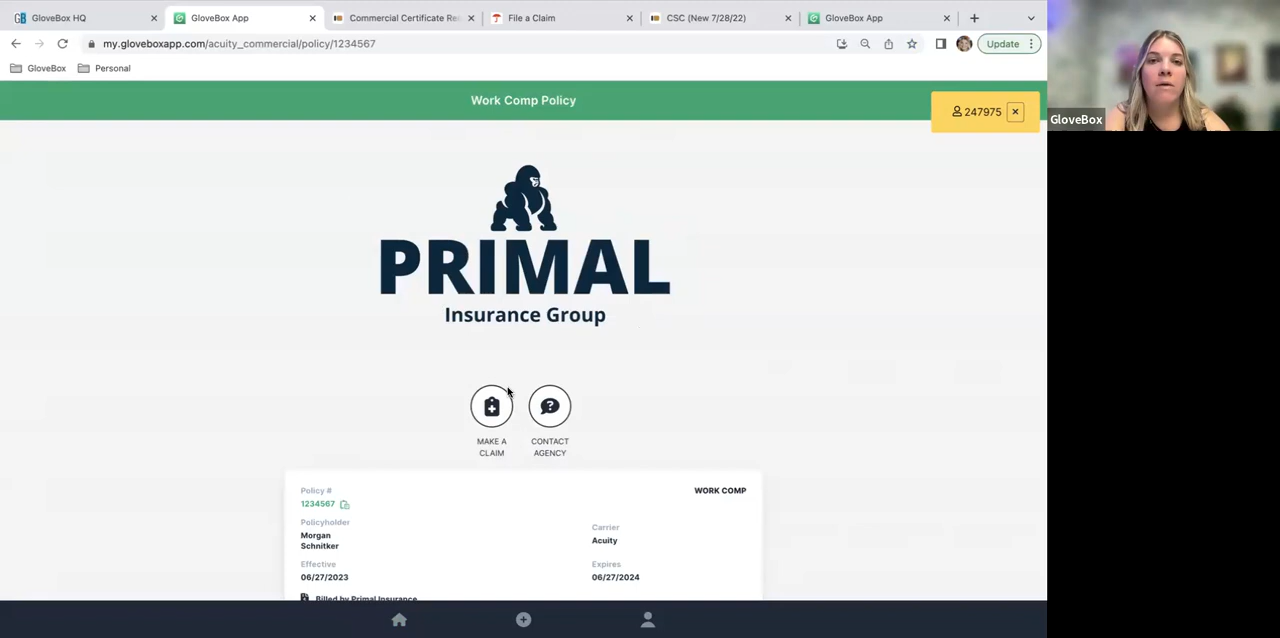 GloveBox HQ
GloveBox App
Commercial Certificate Re
File a Claim
CSC (New 7/28/22)
GloveBox App
my.gloveboxapp.com/acuity_commercial/policy/1234567
Update
GloveBox
Personal
Work Comp Policy
247975
GloveBox
PRIMAL
Insurance Group
MAKE A
CLAIM
CONTACT
AGENCY
Policy #
WORK COMP
1234567
Policyholder
Morgan
Schnitker
Carrier
Acuity
Effective
06/27/2023
Expires
06/27/2024
Billed by Primal Insurance